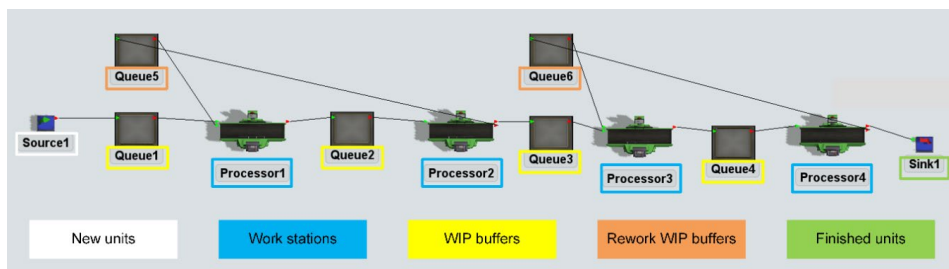 Queue5
Queue6
Source1
Queue1
Queue2
Queue3
Queue4
Processor1
Processor2
Processor3
Processor4
Sink1
New units
Work stations
WIP buffers
Rework WIP buffers
Finished units